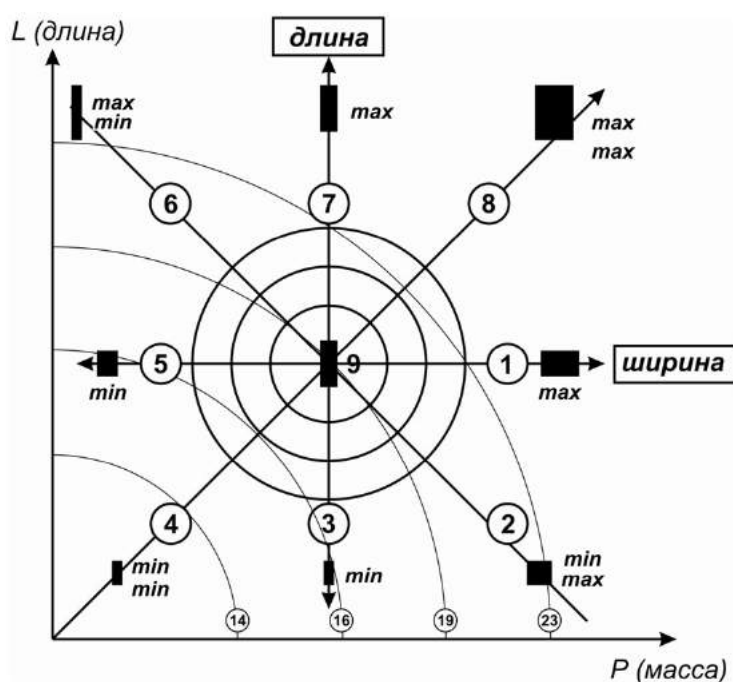 L (длина)
длина
max
min
max
max
max
6
7
8
5
9
1
ширина
min
max
4
3
2
min
min
min
min
max
14
16
19
23
P (масса)